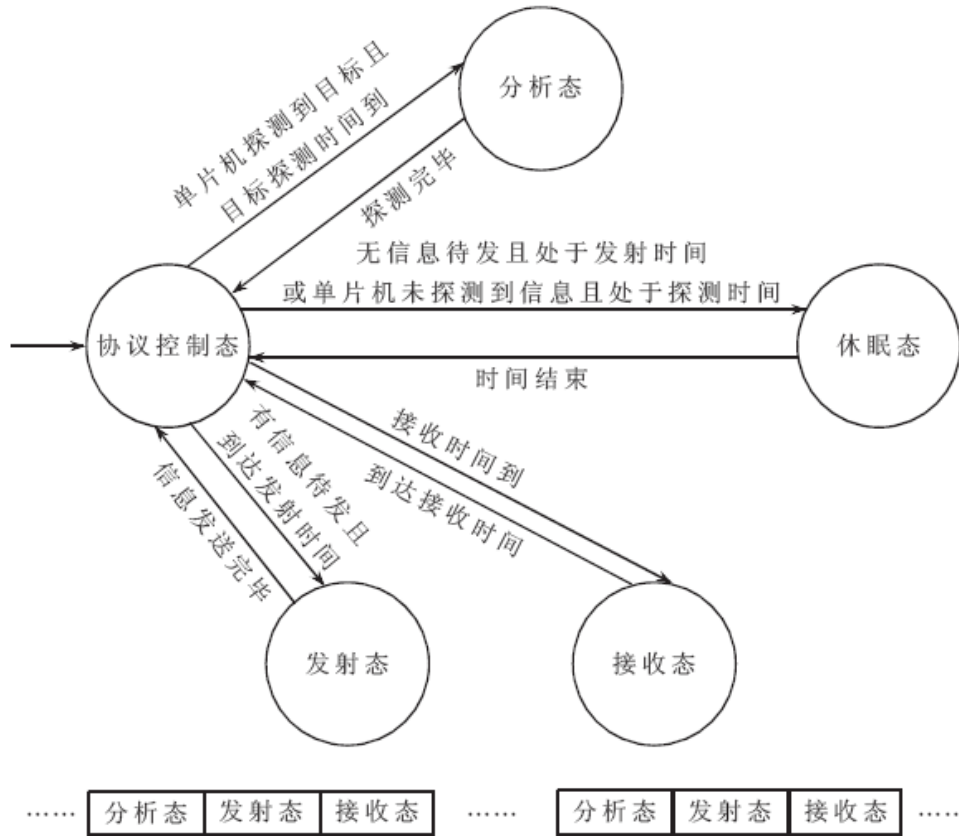 分析态
单片机探测到目标且
目标探测时间到
探测完毕
无信息待发且处于发射时间
或单片机未探测到信息且处于探测时间
协议控制态
休眠态
时间结束
有信息待发且
到达发射时间
信息发送完毕
接收时间到
到达接收时间
发射态
接收态
…… 分析态 发射态 接收态 …… 分析态 发射态 接收态 ……